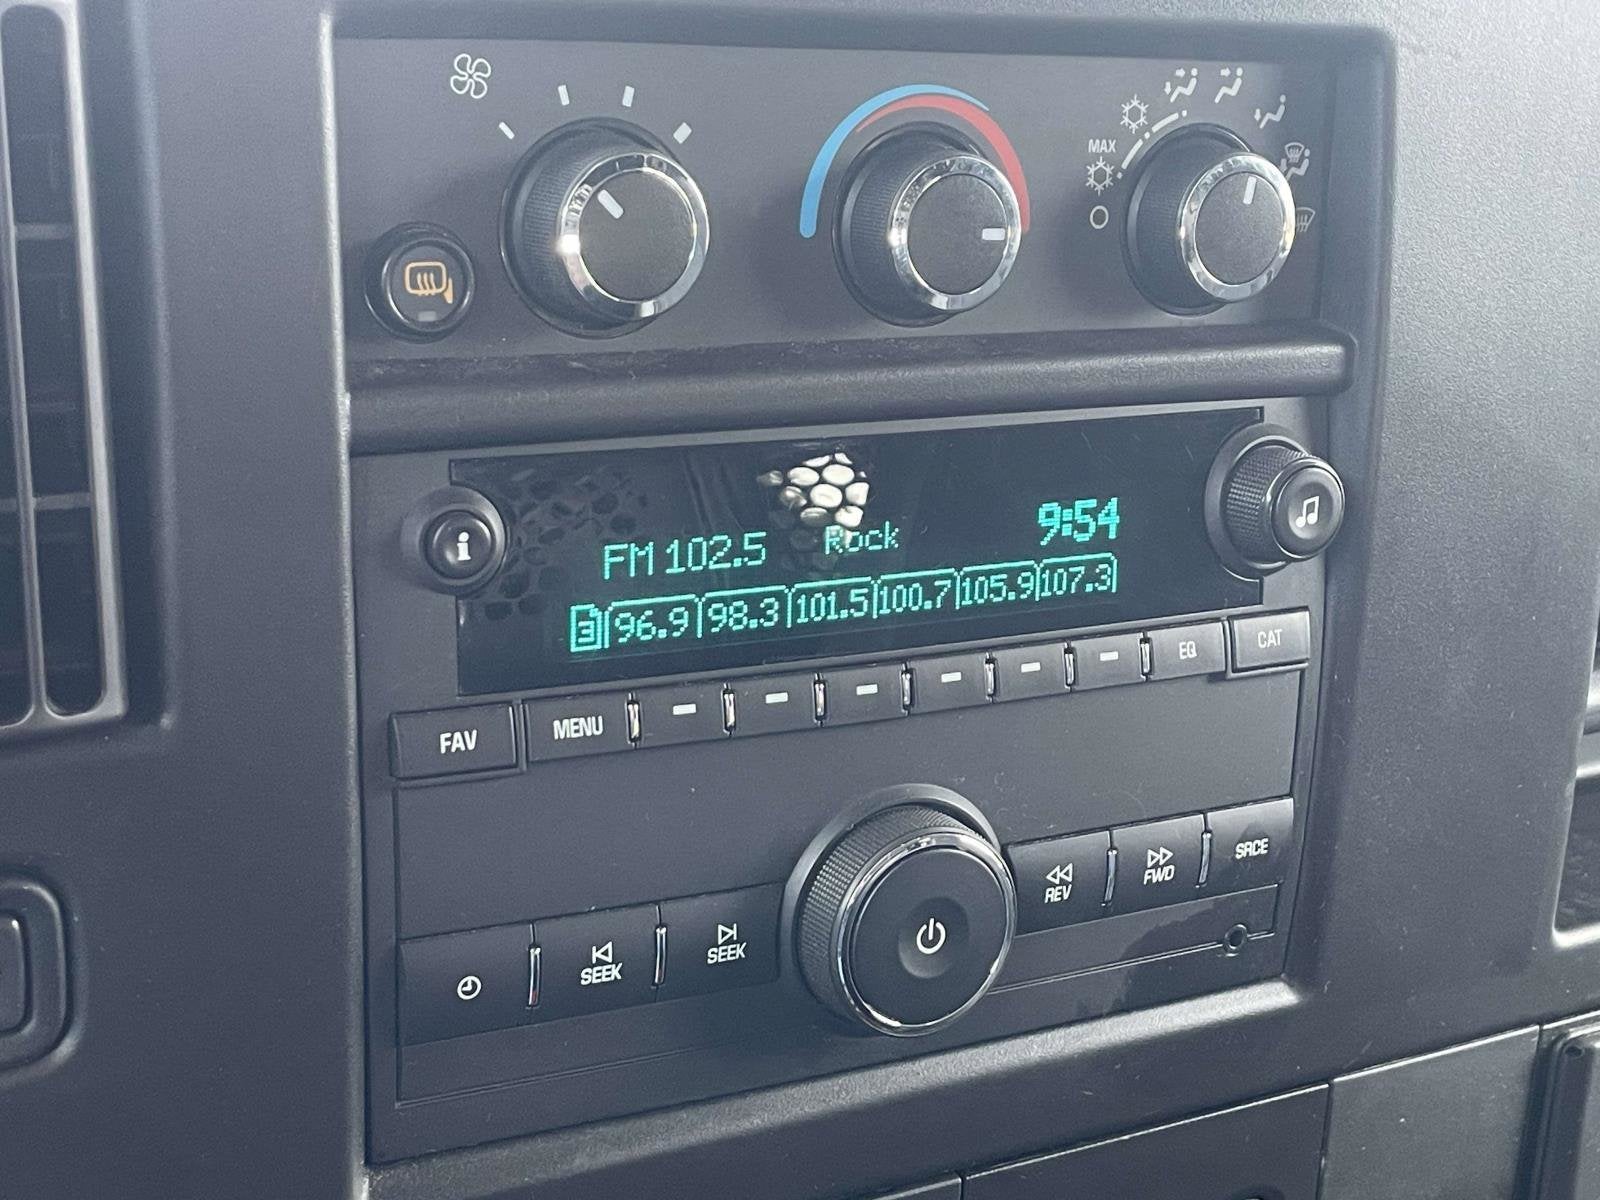 MAX
FM 102.5 Rock 9:54
3 96.9 98.3 101.5 100.7 105.9 107.3
i
FAV MENU EQ CAT
SEEK SEEK REV FWD SRCE